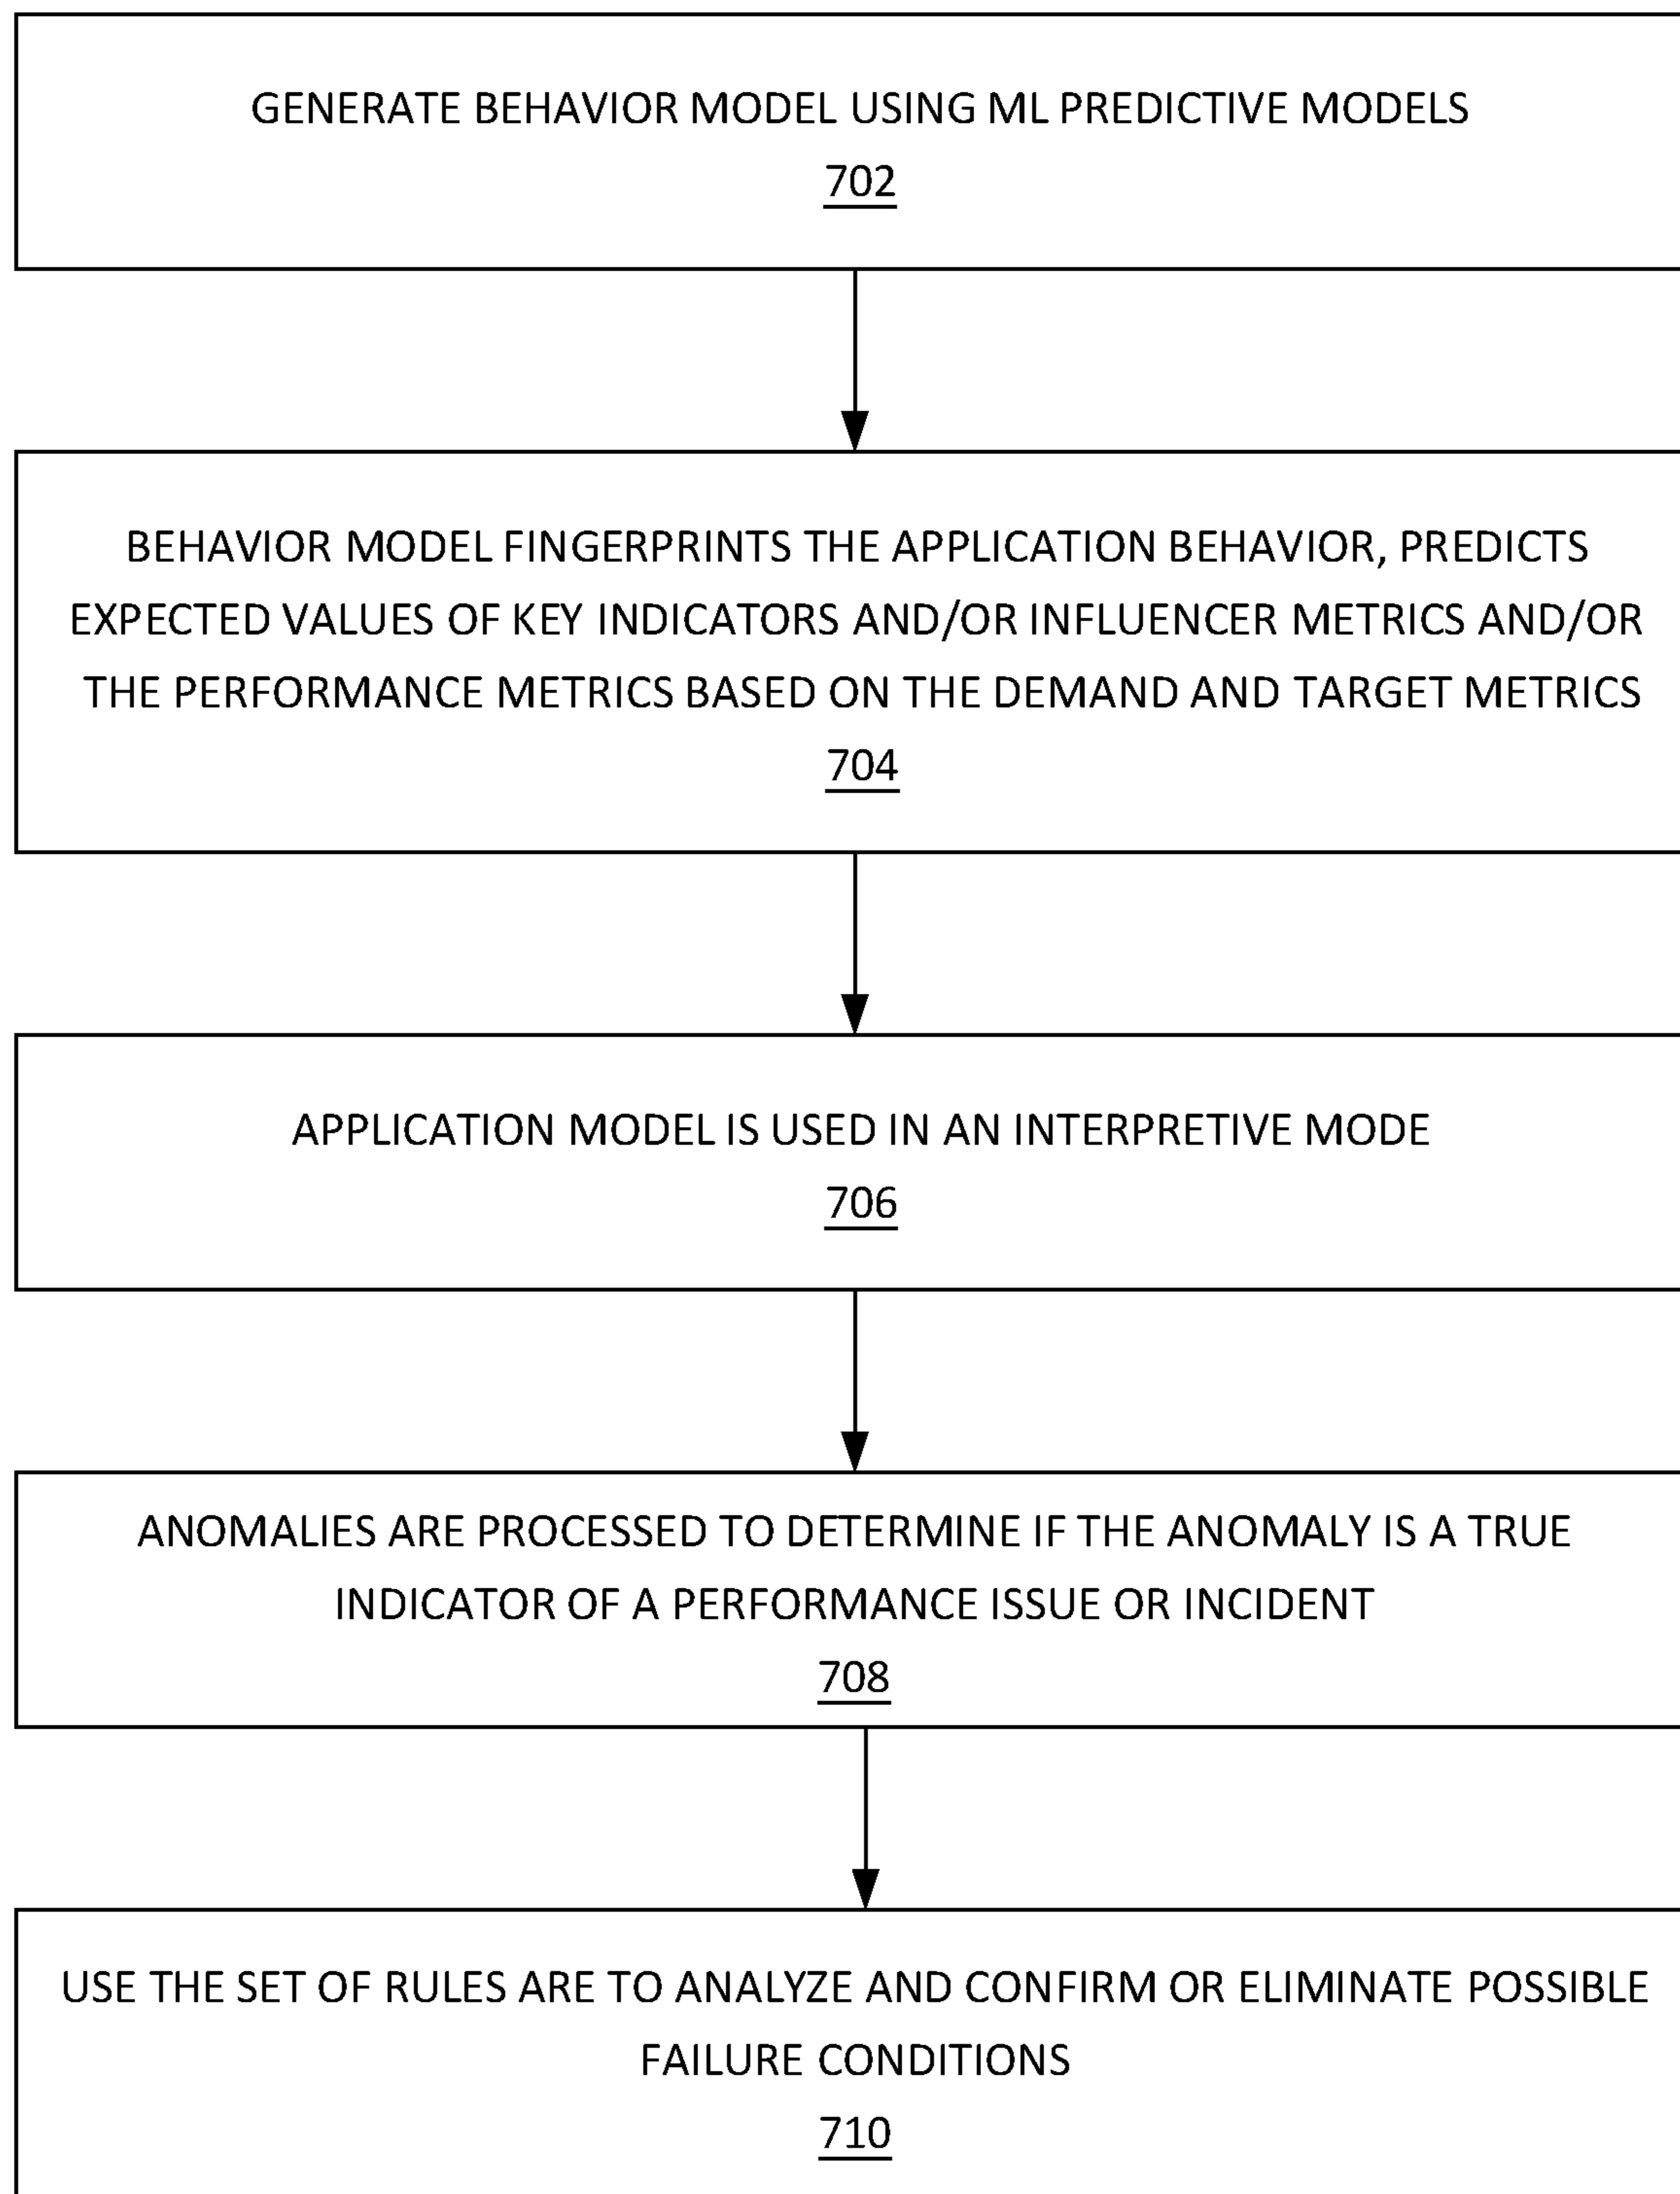 GENERATE BEHAVIOR MODEL USING ML PREDICTIVE MODELS
702
BEHAVIOR MODEL FINGERPRINTS THE APPLICATION BEHAVIOR, PREDICTS
EXPECTED VALUES OF KEY INDICATORS AND/OR INFLUENCER METRICS AND/OR
THE PERFORMANCE METRICS BASED ON THE DEMAND AND TARGET METRICS
704
APPLICATION MODEL IS USED IN AN INTERPRETIVE MODE
706
ANOMALIES ARE PROCESSED TO DETERMINE IF THE ANOMALY IS A TRUE
INDICATOR OF A PERFORMANCE ISSUE OR INCIDENT
708
USE THE SET OF RULES ARE TO ANALYZE AND CONFIRM OR ELIMINATE POSSIBLE
FAILURE CONDITIONS
710